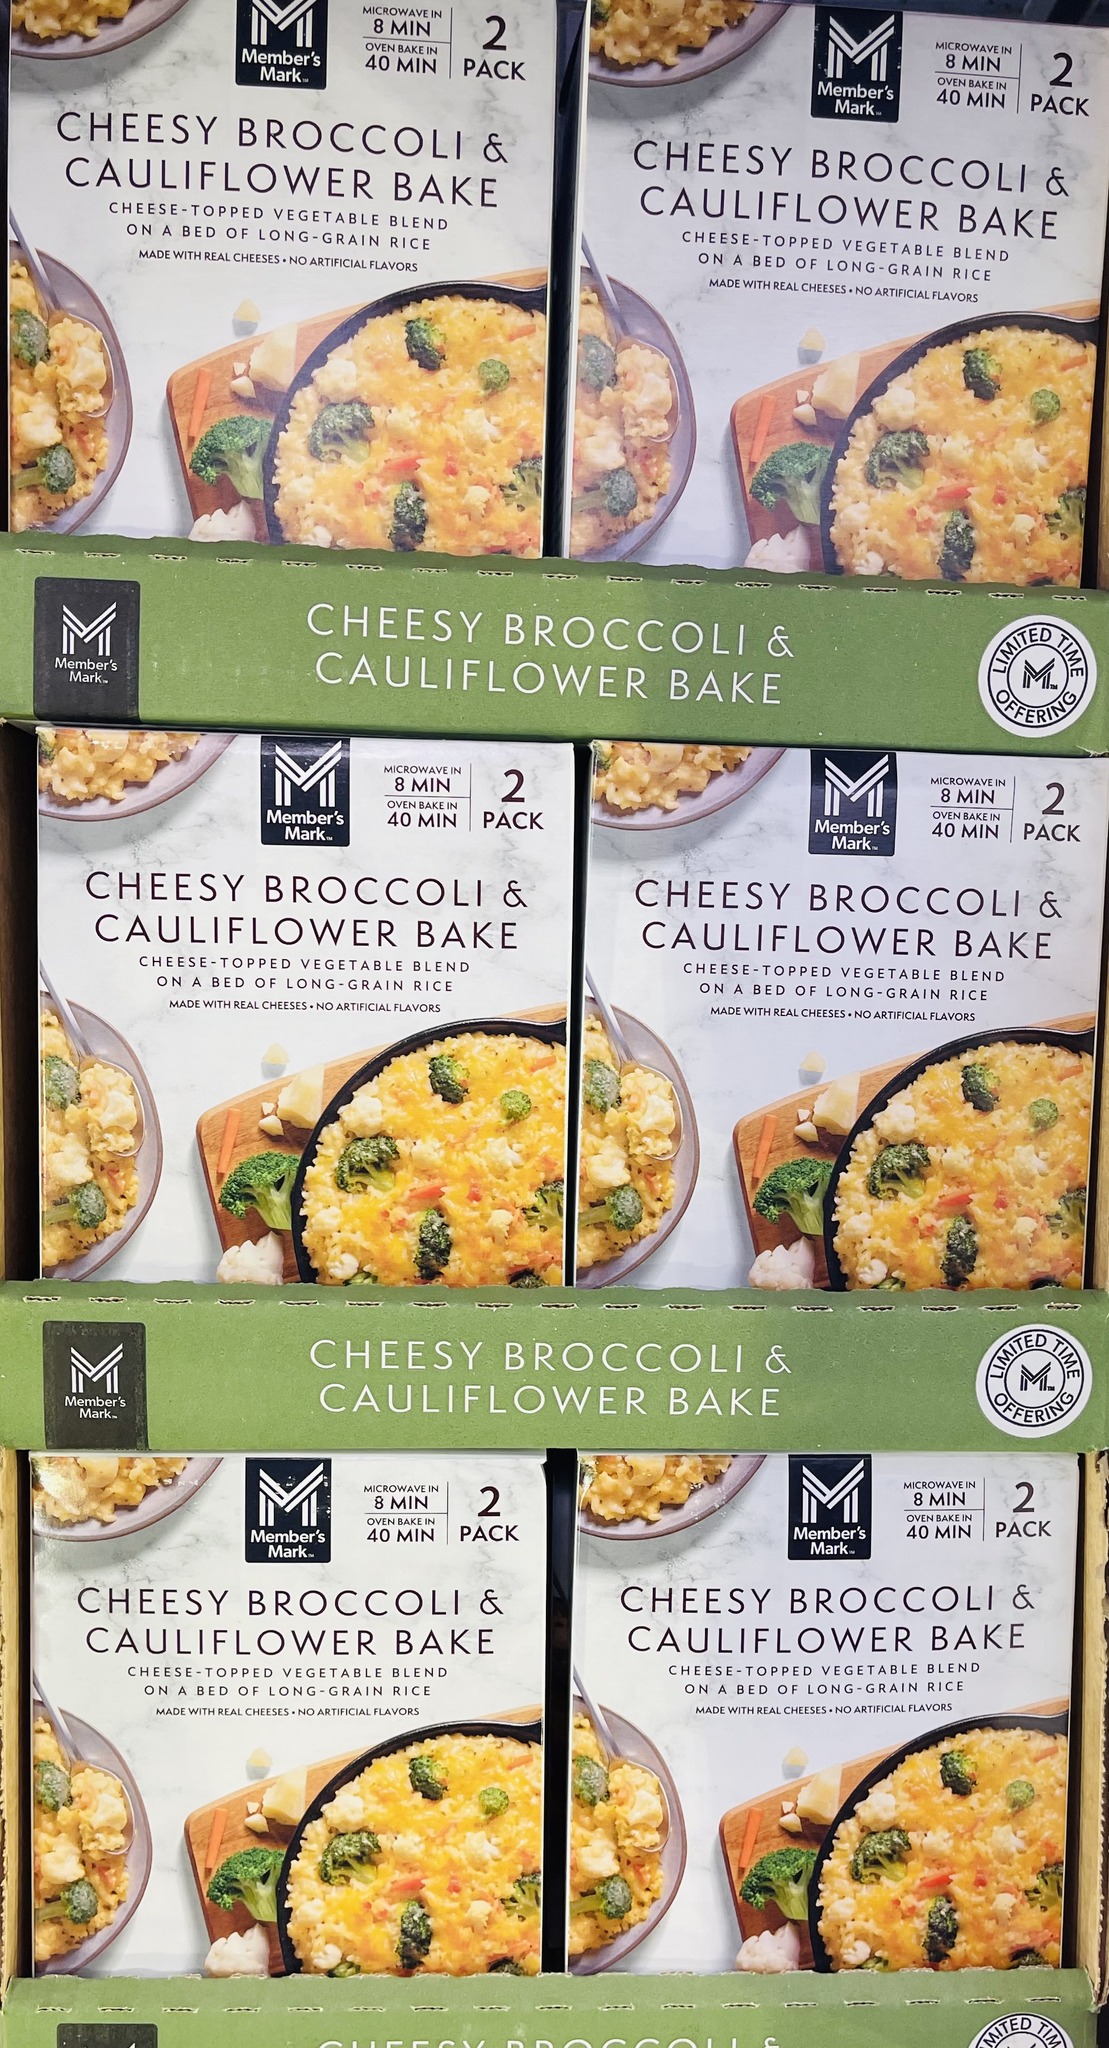 Member's
Mark™
MICROWAVE IN
8 MIN
OVEN BAKE IN
40 MIN
2
PACK
CHEESY BROCCOLI &
CAULIFLOWER BAKE
CHEESE-TOPPED VEGETABLE BLEND
ON A BED OF LONG-GRAIN RICE
MADE WITH REAL CHEESES • NO ARTIFICIAL FLAVORS
Member's
Mark™
MICROWAVE IN
8 MIN
OVEN BAKE IN
40 MIN
2
PACK
CHEESY BROCCOLI &
CAULIFLOWER BAKE
CHEESE-TOPPED VEGETABLE BLEND
ON A BED OF LONG-GRAIN RICE
MADE WITH REAL CHEESES • NO ARTIFICIAL FLAVORS
Member's
Mark™
CHEESY BROCCOLI &
CAULIFLOWER BAKE
LIMITED TIME
OFFERING
Member's
Mark™
MICROWAVE IN
8 MIN
OVEN BAKE IN
40 MIN
2
PACK
CHEESY BROCCOLI &
CAULIFLOWER BAKE
CHEESE-TOPPED VEGETABLE BLEND
ON A BED OF LONG-GRAIN RICE
MADE WITH REAL CHEESES • NO ARTIFICIAL FLAVORS
Member's
Mark™
MICROWAVE IN
8 MIN
OVEN BAKE IN
40 MIN
2
PACK
CHEESY BROCCOLI &
CAULIFLOWER BAKE
CHEESE-TOPPED VEGETABLE BLEND
ON A BED OF LONG-GRAIN RICE
MADE WITH REAL CHEESES • NO ARTIFICIAL FLAVORS
Member's
Mark™
CHEESY BROCCOLI &
CAULIFLOWER BAKE
LIMITED TIME
OFFERING
Member's
Mark™
MICROWAVE IN
8 MIN
OVEN BAKE IN
40 MIN
2
PACK
CHEESY BROCCOLI &
CAULIFLOWER BAKE
CHEESE-TOPPED VEGETABLE BLEND
ON A BED OF LONG-GRAIN RICE
MADE WITH REAL CHEESES • NO ARTIFICIAL FLAVORS
Member's
Mark™
MICROWAVE IN
8 MIN
OVEN BAKE IN
40 MIN
2
PACK
CHEESY BROCCOLI &
CAULIFLOWER BAKE
CHEESE-TOPPED VEGETABLE BLEND
ON A BED OF LONG-GRAIN RICE
MADE WITH REAL CHEESES • NO ARTIFICIAL FLAVORS
CHEESY BROCCOLI &